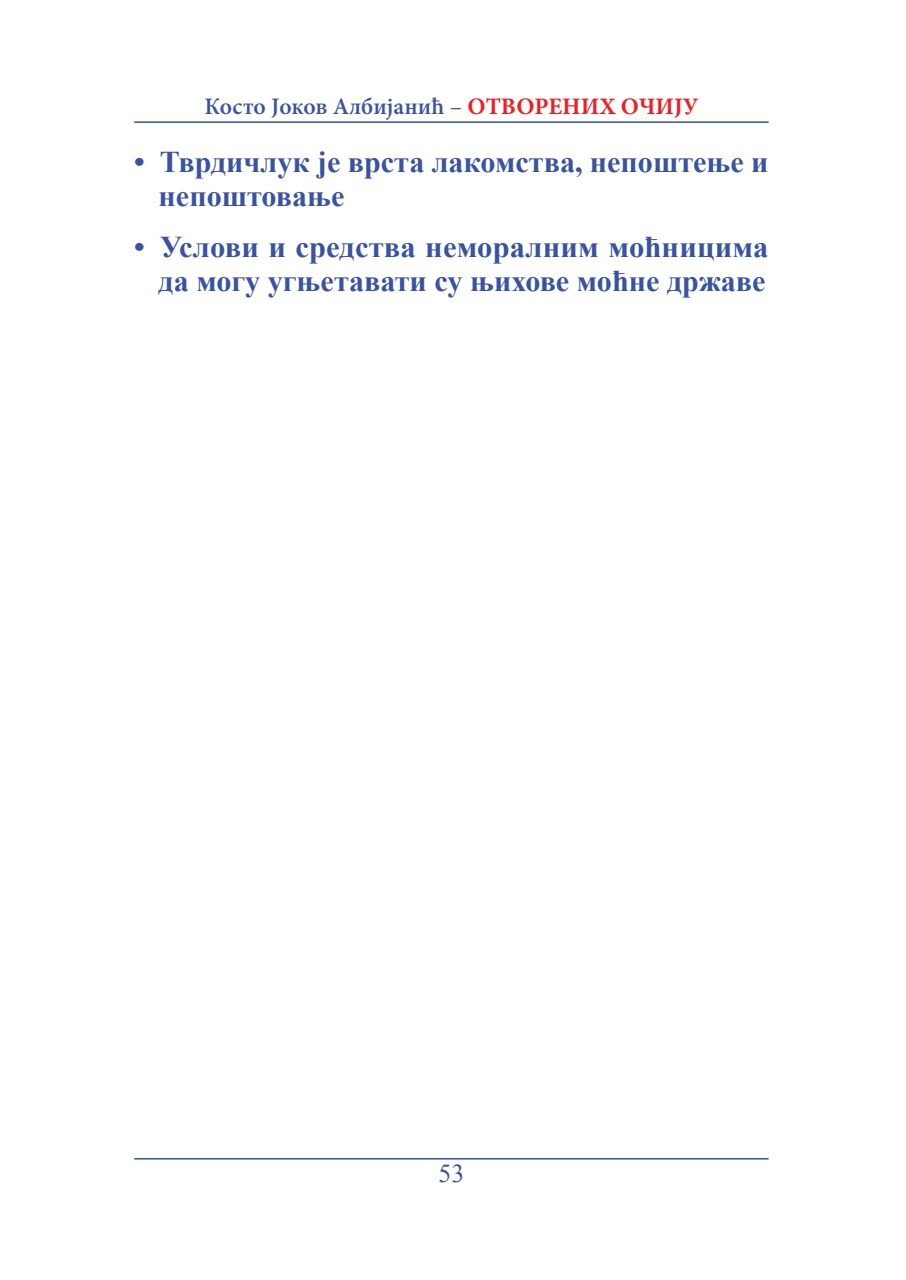 Косто Јоков Албијанић – ОТВОРЕНИХ ОЧИЈУ
• Тврдичлук је врста лакомства, непоштење и
непоштовање
• Услови и средства неморалним моћницима
да могу угњетавати су њихове моћне државе
53